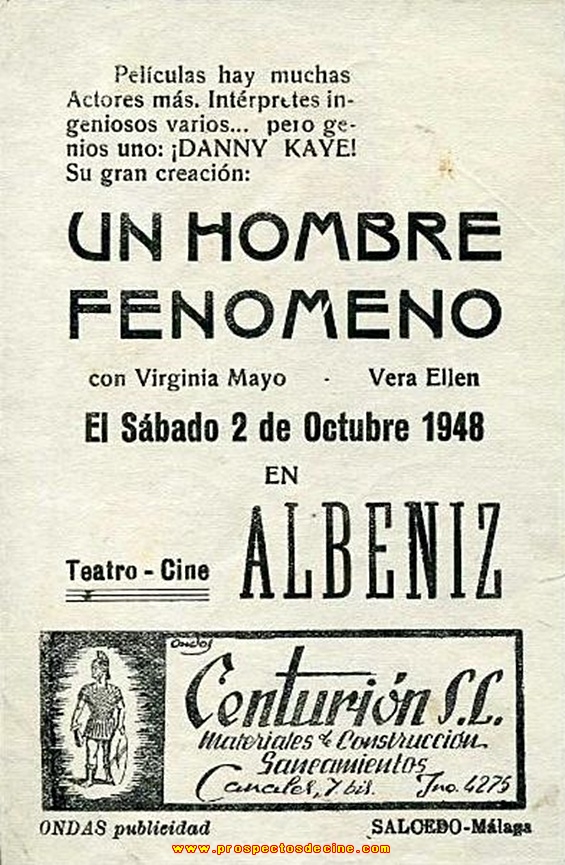 Películas hay muchas
Actores más. Intérpretes in-
geniosos varios... pero ge-
nios uno: ¡DANNY KAYE!
Su gran creación:
UN HOMBRE
FENOMENO
con Virginia Mayo - Vera Ellen
El Sábado 2 de Octubre 1948
EN
Teatro - Cine ALBENIZ
Ondas
Centurión S.L.
Materiales de Construcción
Saneamientos
Canales, 7 bis. Tno. 4275
ONDAS publicidad SALCEDO-Málaga
www.prospectosdecine.com